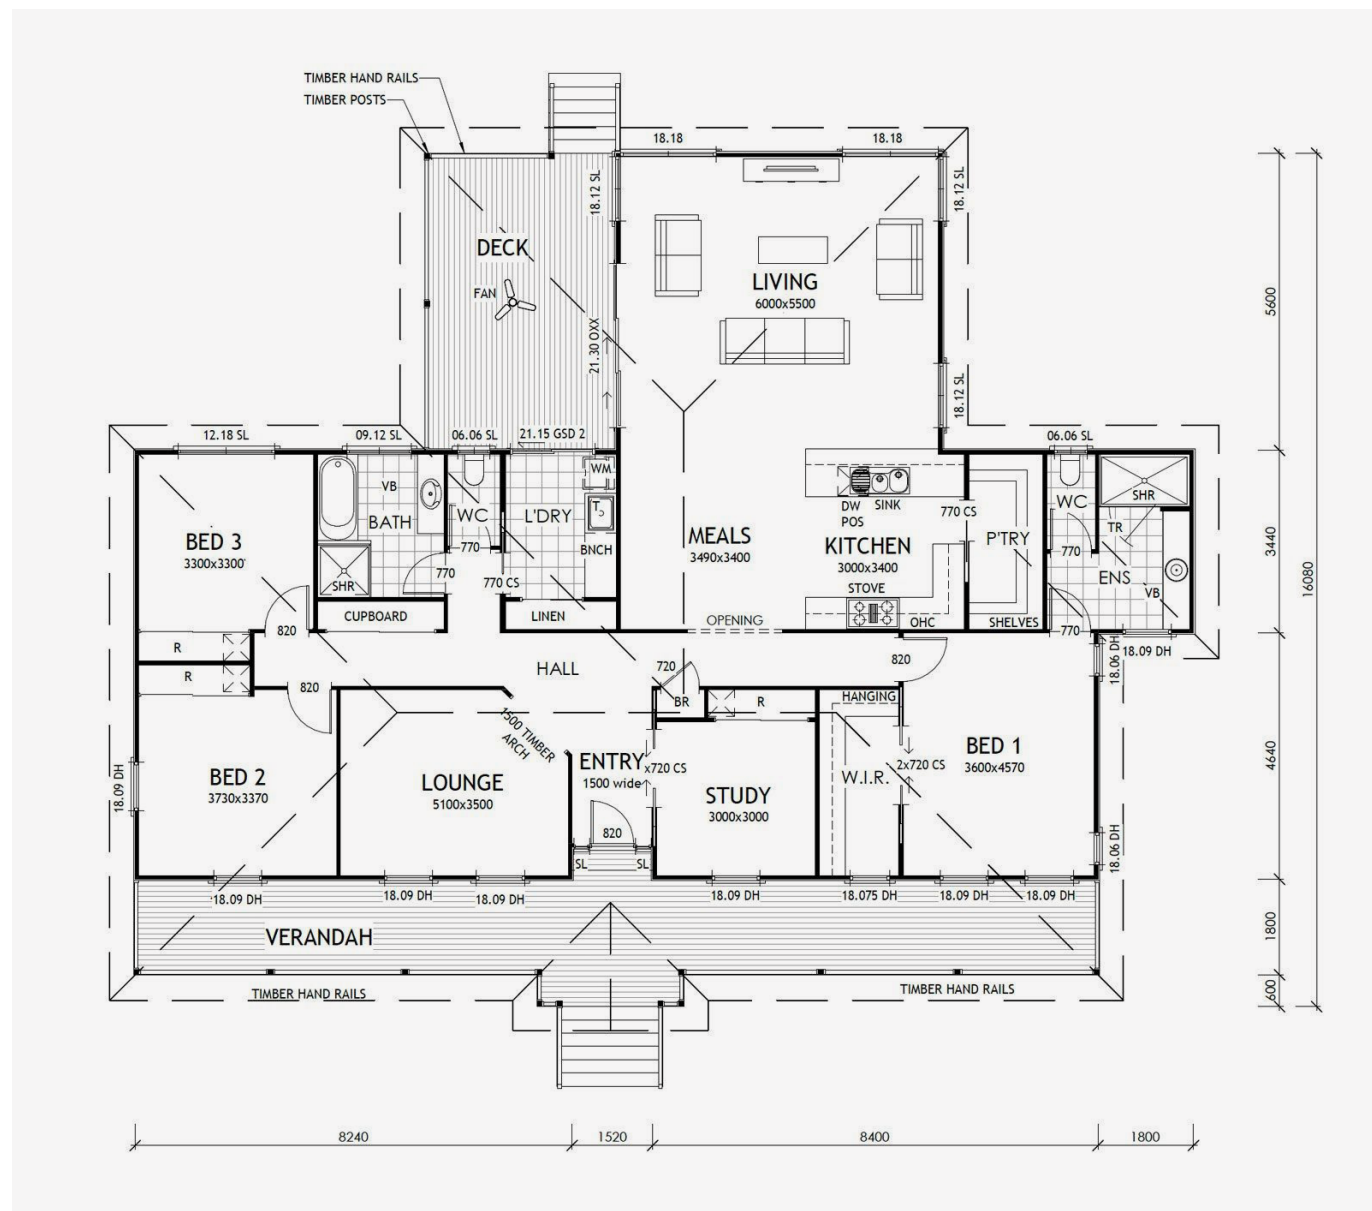 TIMBER HAND RAILS
TIMBER POSTS
18.18
18.18
18.12 SL
18.12 SL
DECK
FAN
LIVING
6000x5500
21.30 OXX
18.12 SL
5600
12.18 SL
09.12 SL
06.06 SL
21.15 GSD 2
06.06 SL
WM
VB
BATH
WC
L'DRY
T
BNCH
BED 3
3300x3300
SHR
770
770
770 CS
CUPBOARD
LINEN
MEALS
3490x3400
DW
POS
SINK
KITCHEN
3000x3400
STOVE
OHC
770 CS
P'TRY
SHELVES
WC
SHR
TR
770
ENS
VB
3440
16080
OPENING
820
R
R
HALL
720
820
770
18.09 DH
18.06 DH
820
BR
R
HANGING
1500 TIMBER
ARCH
BED 2
3730x3370
18.09 DH
LOUNGE
5100x3500
ENTRY
1500 wide
x720 CS
STUDY
3000x3000
W.I.R.
2x720 CS
BED 1
3600x4570
4640
820
SL
SL
18.06 DH
18.09 DH
18.09 DH
18.09 DH
18.09 DH
18.075 DH
18.09 DH
18.09 DH
VERANDAH
1800
TIMBER HAND RAILS
TIMBER HAND RAILS
600
8240
1520
8400
1800